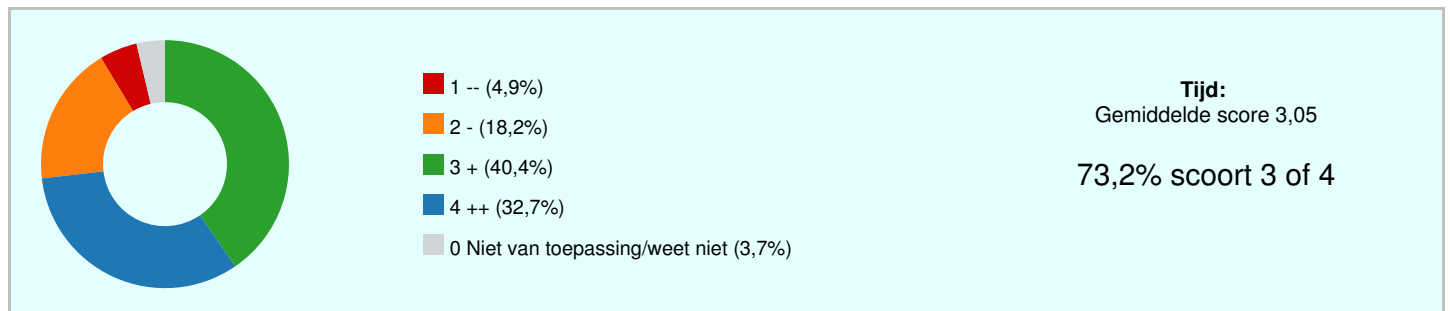 1 -- (4,9%)
2 - (18,2%)
3 + (40,4%)
4 ++ (32,7%)
0 Niet van toepassing/weet niet (3,7%)
Tijd:
Gemiddelde score 3,05
73,2% scoort 3 of 4